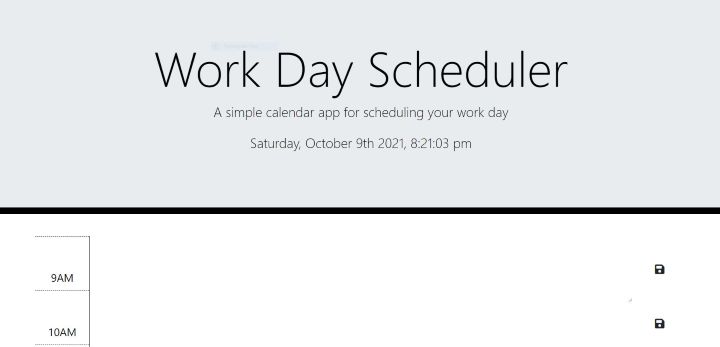 Work Day Scheduler
A simple calendar app for scheduling your work day
Saturday, October 9th 2021, 8:21:03 pm
9AM
10AM